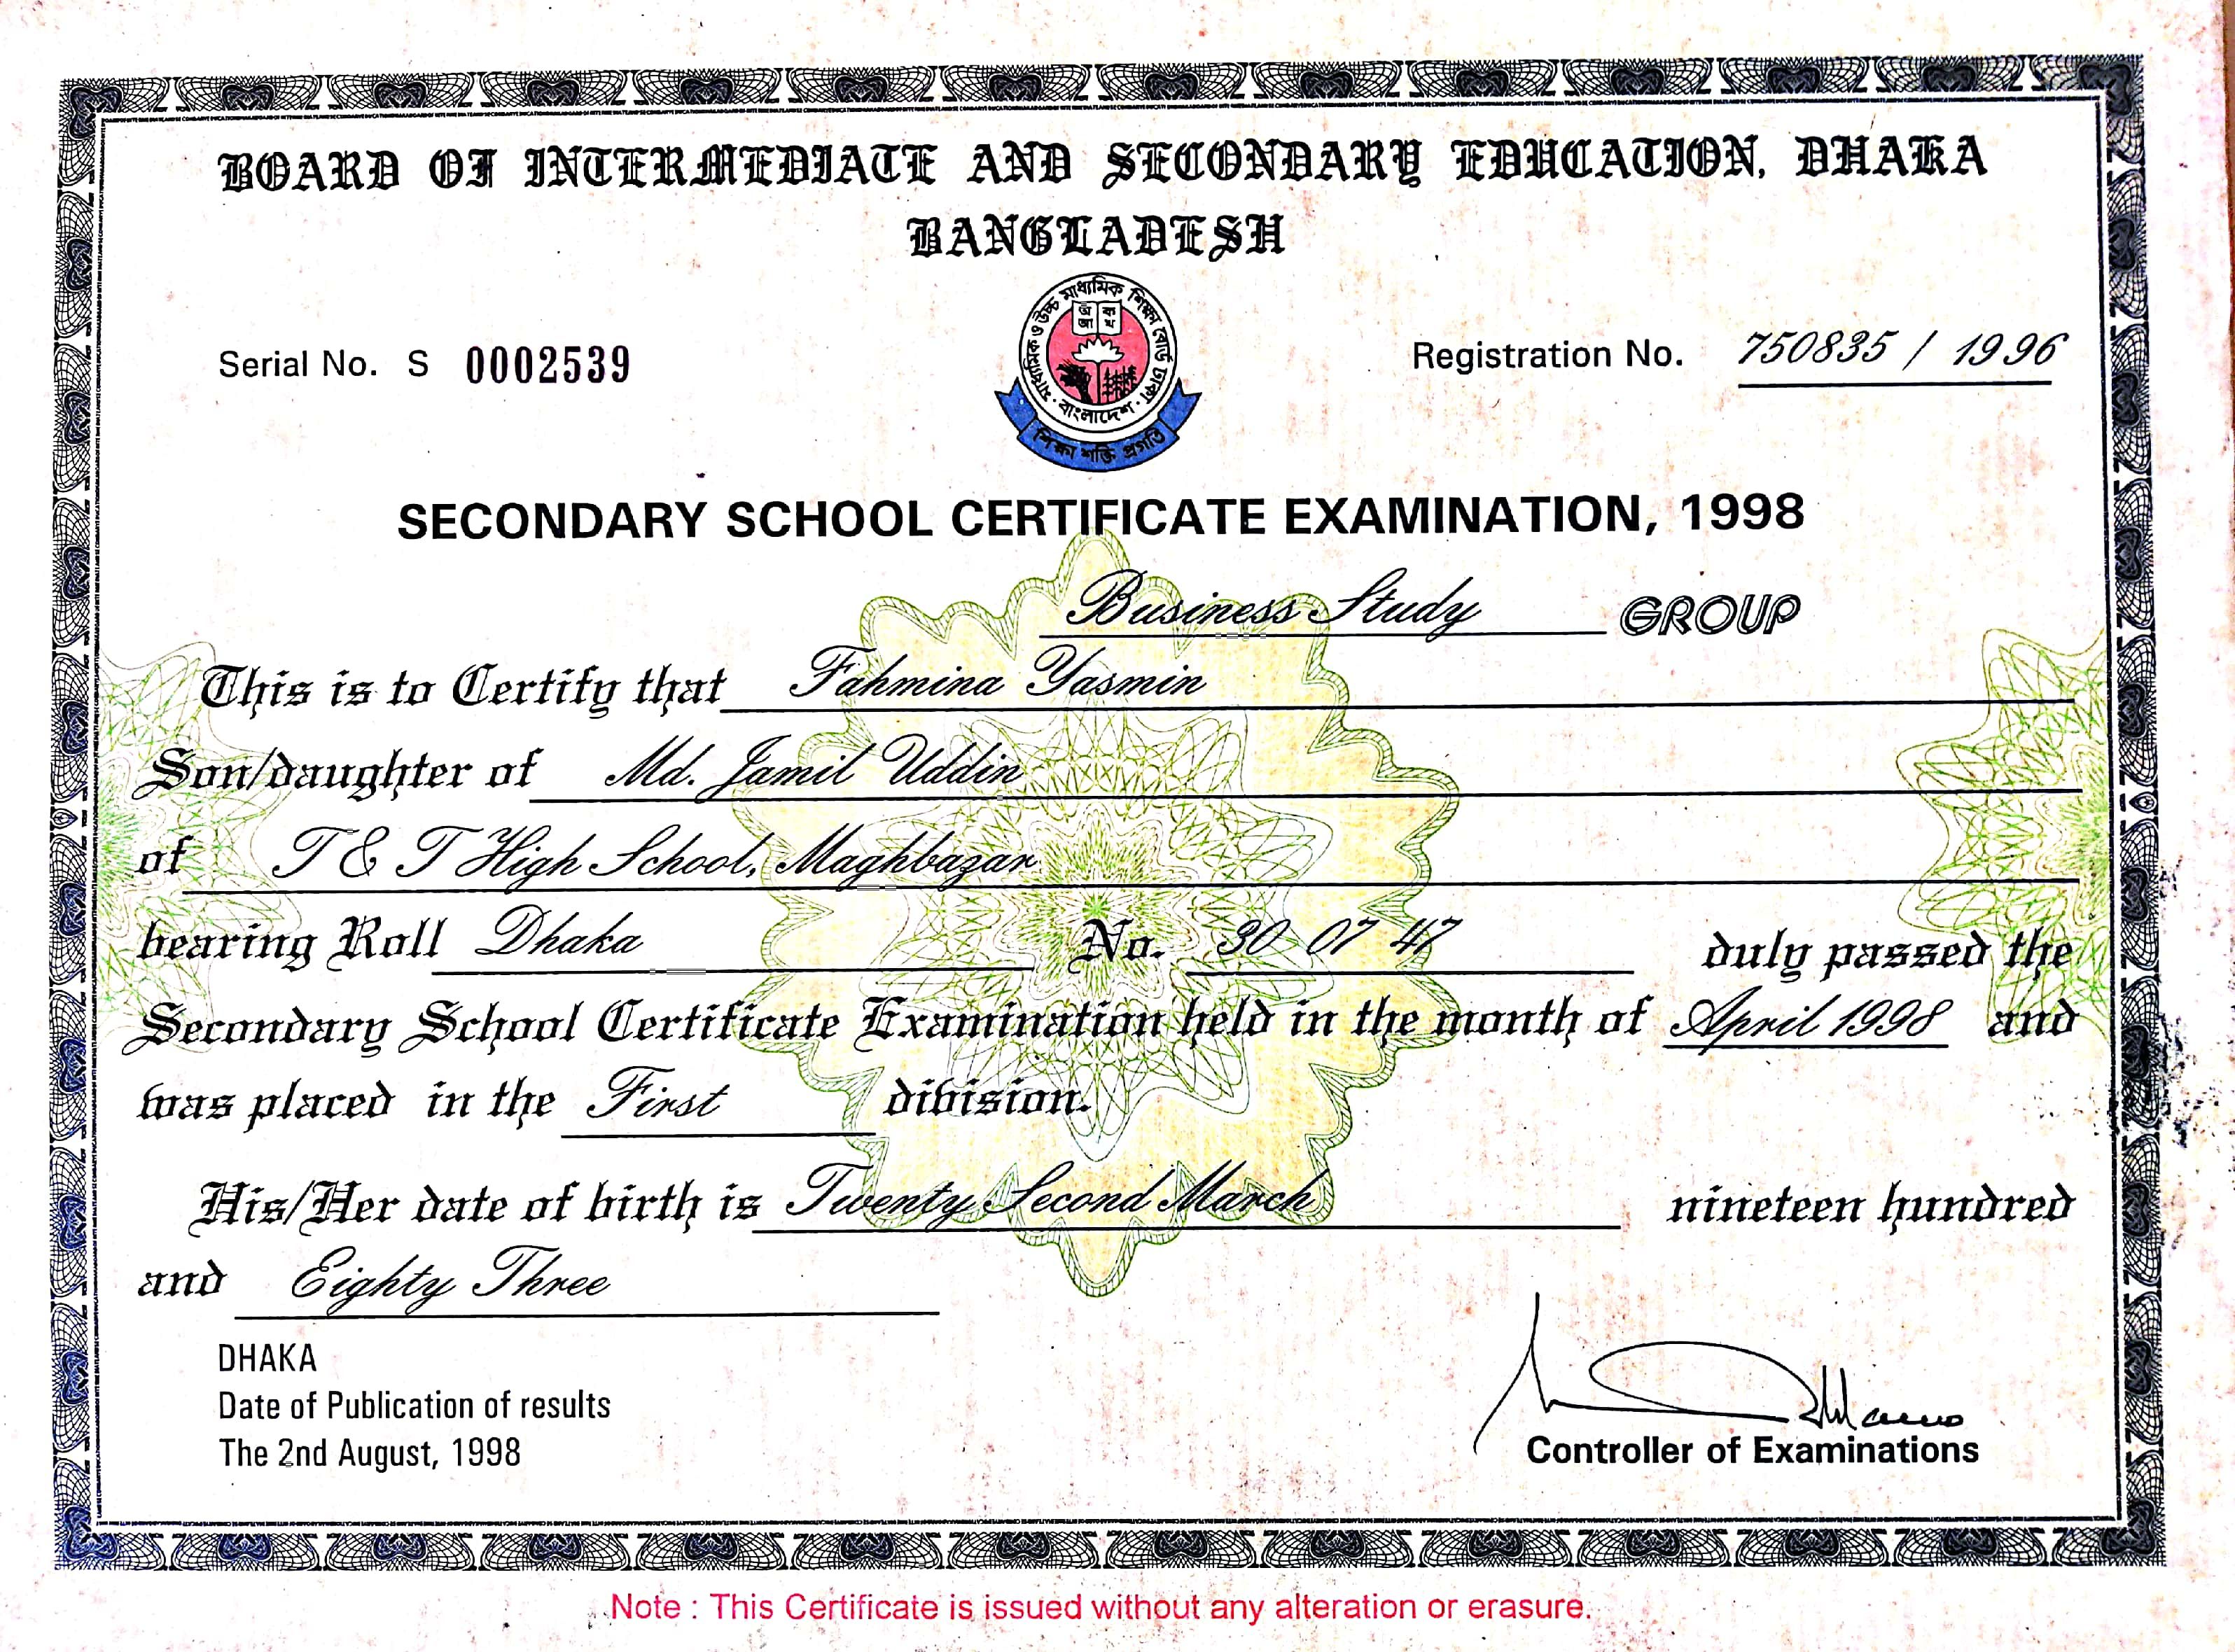 BOARD OF INTERMEDIATE AND SECONDARY EDUCATION, DHAKA
BANGLADESH
মাধ্যমিক ও উচ্চ মাধ্যমিক শিক্ষা বোর্ড ঢাকা
অ ক
আ খ
বাংলাদেশ
শিক্ষা শক্তি প্রগতি
Serial No. S 0002539
Registration No. 750835 / 1996
SECONDARY SCHOOL CERTIFICATE EXAMINATION, 1998
Business Study GROUP
This is to Certify that Fahmina Yasmin
Son/daughter of Md. Jamil Uddin
of T & T High School, Maghbazar
bearing Roll Dhaka No. 30 07 47 duly passed the
Secondary School Certificate Examination held in the month of April 1998 and
was placed in the First division.
His/Her date of birth is Twenty Second March nineteen hundred
and Eighty Three
DHAKA
Date of Publication of results
The 2nd August, 1998
Controller of Examinations
Note : This Certificate is issued without any alteration or erasure.